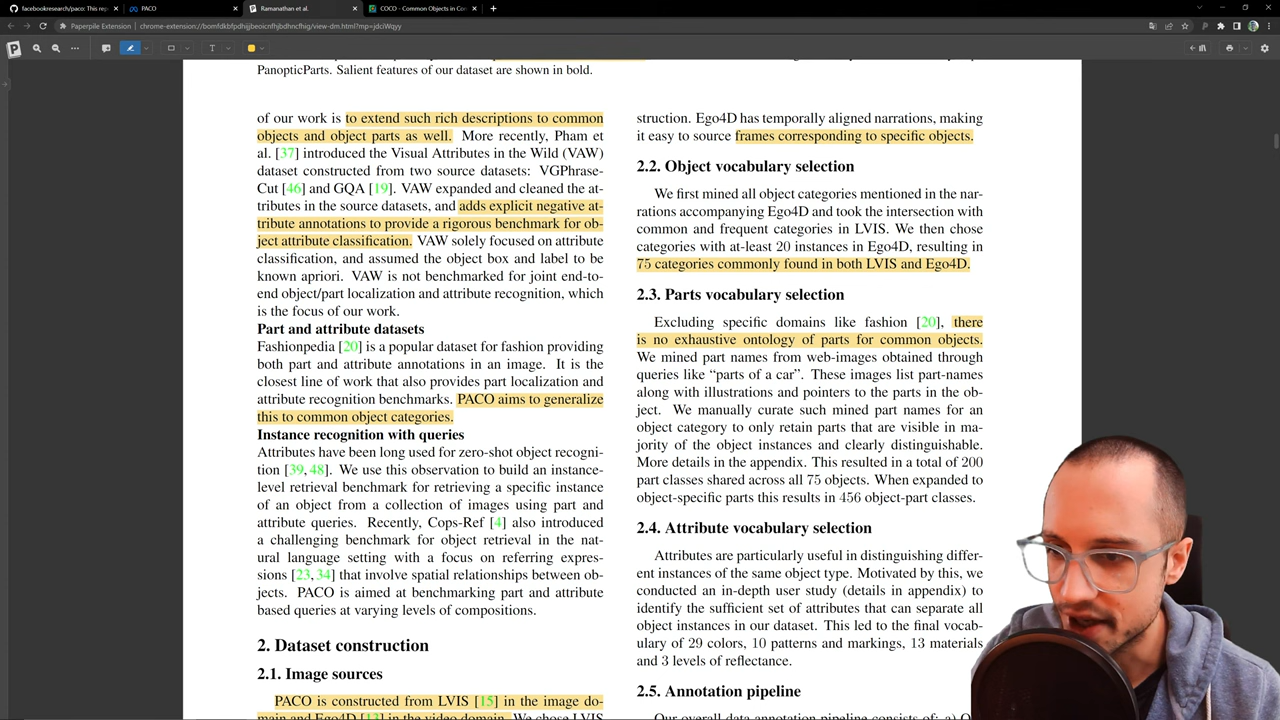 facebookresearch/paco: This rep
PACO
Ramanathan et al.
COCO - Common Objects in Con
Paperpile Extension
chrome-extension://bomfdkbfpdhijjbeoicnfhjbdhncfhig/view-dm.html?mp=jdciWqyy
PanopticParts. Salient features of our dataset are shown in bold.
of our work is to extend such rich descriptions to common
objects and object parts as well. More recently, Pham et
al. [37] introduced the Visual Attributes in the Wild (VAW)
dataset constructed from two source datasets: VGPhrase-
Cut [46] and GQA [19]. VAW expanded and cleaned the at-
tributes in the source datasets, and adds explicit negative at-
tribute annotations to provide a rigorous benchmark for ob-
ject attribute classification. VAW solely focused on attribute
classification, and assumed the object box and label to be
known apriori. VAW is not benchmarked for joint end-to-
end object/part localization and attribute recognition, which
is the focus of our work.
Part and attribute datasets
Fashionpedia [20] is a popular dataset for fashion providing
both part and attribute annotations in an image. It is the
closest line of work that also provides part localization and
attribute recognition benchmarks. PACO aims to generalize
this to common object categories.
Instance recognition with queries
Attributes have been long used for zero-shot object recogni-
tion [39, 48]. We use this observation to build an instance-
level retrieval benchmark for retrieving a specific instance
of an object from a collection of images using part and
attribute queries. Recently, Cops-Ref [4] also introduced
a challenging benchmark for object retrieval in the nat-
ural language setting with a focus on referring expres-
sions [23, 34] that involve spatial relationships between ob-
jects. PACO is aimed at benchmarking part and attribute
based queries at varying levels of compositions.
2. Dataset construction
2.1. Image sources
PACO is constructed from LVIS [15] in the image do-
main and Ego4D [13] in the video domain. We chose LVIS
struction. Ego4D has temporally aligned narrations, making
it easy to source frames corresponding to specific objects.
2.2. Object vocabulary selection
We first mined all object categories mentioned in the nar-
rations accompanying Ego4D and took the intersection with
common and frequent categories in LVIS. We then chose
categories with at-least 20 instances in Ego4D, resulting in
75 categories commonly found in both LVIS and Ego4D.
2.3. Parts vocabulary selection
Excluding specific domains like fashion [20], there
is no exhaustive ontology of parts for common objects.
We mined part names from web-images obtained through
queries like “parts of a car”. These images list part-names
along with illustrations and pointers to the parts in the ob-
ject. We manually curate such mined part names for an
object category to only retain parts that are visible in ma-
jority of the object instances and clearly distinguishable.
More details in the appendix. This resulted in a total of 200
part classes shared across all 75 objects. When expanded to
object-specific parts this results in 456 object-part classes.
2.4. Attribute vocabulary selection
Attributes are particularly useful in distinguishing differ-
ent instances of the same object type. Motivated by this, we
conducted an in-depth user study (details in appendix) to
identify the sufficient set of attributes that can separate all
object instances in our dataset. This led to the final vocab-
ulary of 29 colors, 10 patterns and markings, 13 materials
and 3 levels of reflectance.
2.5. Annotation pipeline
Our overall data annotation pipeline consists of: a) O